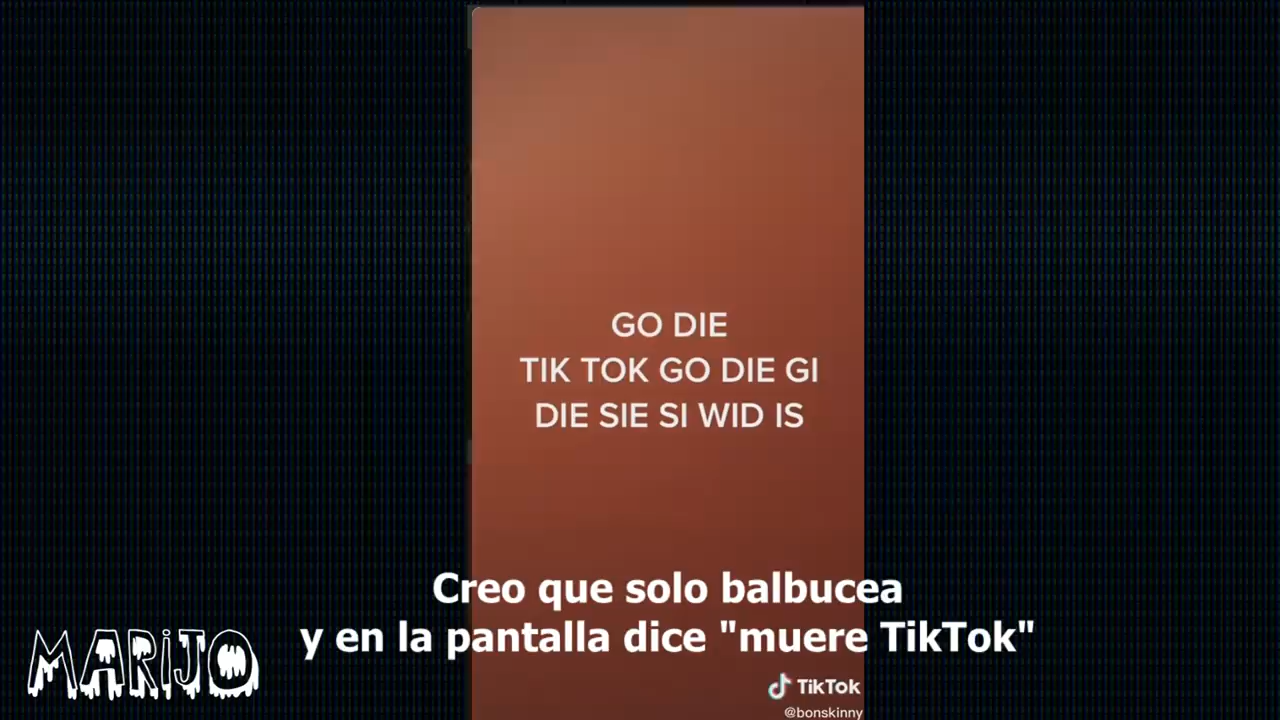 GO DIE
TIK TOK GO DIE GI
DIE SIE SI WID IS
Creo que solo balbucea
y en la pantalla dice "muere TikTok"
MARiJO
TikTok
@bonskinny